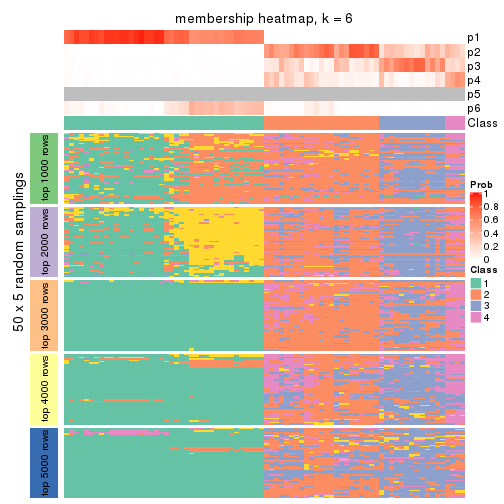 membership heatmap, k = 6
p1
p2
p3
p4
p5
p6
Class
50 x 5 random samplings
top 1000 rows
top 2000 rows
top 3000 rows
top 4000 rows
top 5000 rows
Prob
1
0.8
0.6
0.4
0.2
0
Class
1
2
3
4